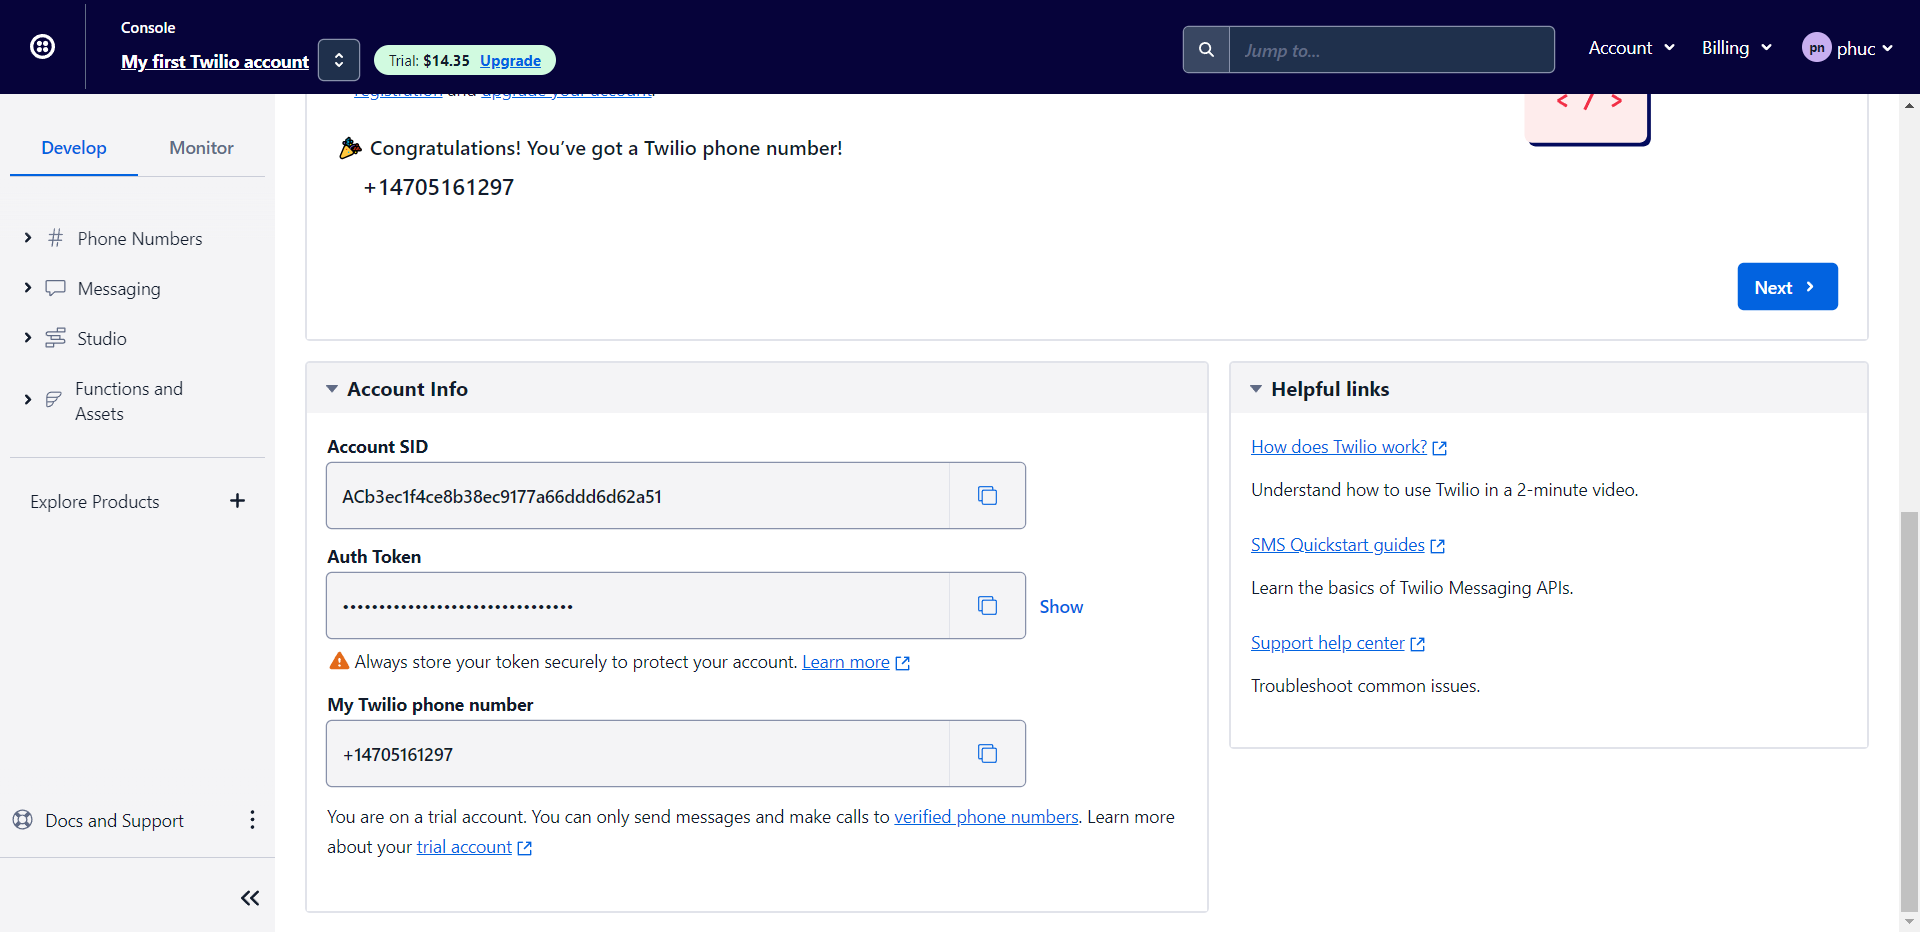 Console
My first Twilio account
Trial: $14.35 Upgrade
Jump to...
Account
Billing
pn phuc
Develop
Monitor
Phone Numbers
Messaging
Studio
Functions and
Assets
Explore Products
Docs and Support
registration and upgrade your account.
Congratulations! You’ve got a Twilio phone number!
+14705161297
</>
Next
Account Info
Account SID
ACb3ec1f4ce8b38ec9177a66ddd6d62a51
Auth Token
••••••••••••••••••••••••••••••••
Show
Always store your token securely to protect your account. Learn more
My Twilio phone number
+14705161297
You are on a trial account. You can only send messages and make calls to verified phone numbers. Learn more
about your trial account
Helpful links
How does Twilio work?
Understand how to use Twilio in a 2-minute video.
SMS Quickstart guides
Learn the basics of Twilio Messaging APIs.
Support help center
Troubleshoot common issues.